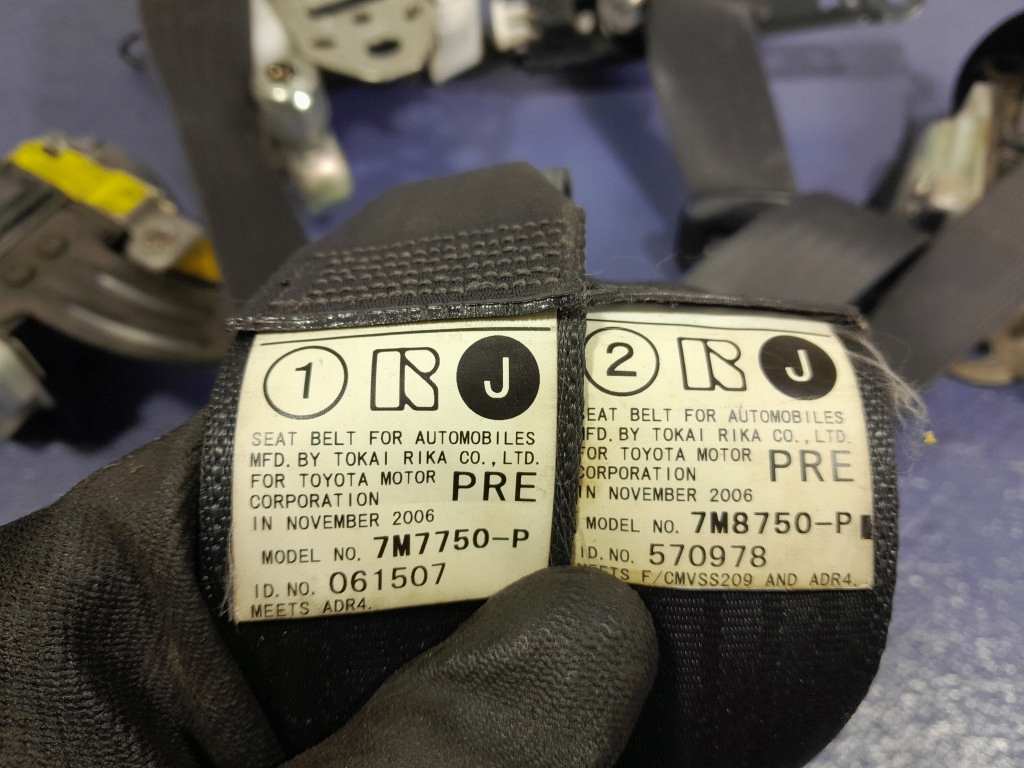 1 R J
SEAT BELT FOR AUTOMOBILES
MFD. BY TOKAI RIKA CO., LTD.
FOR TOYOTA MOTOR
CORPORATION PRE
IN NOVEMBER 2006
MODEL NO. 7M7750-P
ID. NO. 061507
MEETS ADR4.
2 R J
SEAT BELT FOR AUTOMOBILES
MFD. BY TOKAI RIKA CO., LTD.
FOR TOYOTA MOTOR
CORPORATION PRE
IN NOVEMBER 2006
MODEL NO. 7M8750-P
ID. NO. 570978
MEETS F/CMVSS209 AND ADR4.